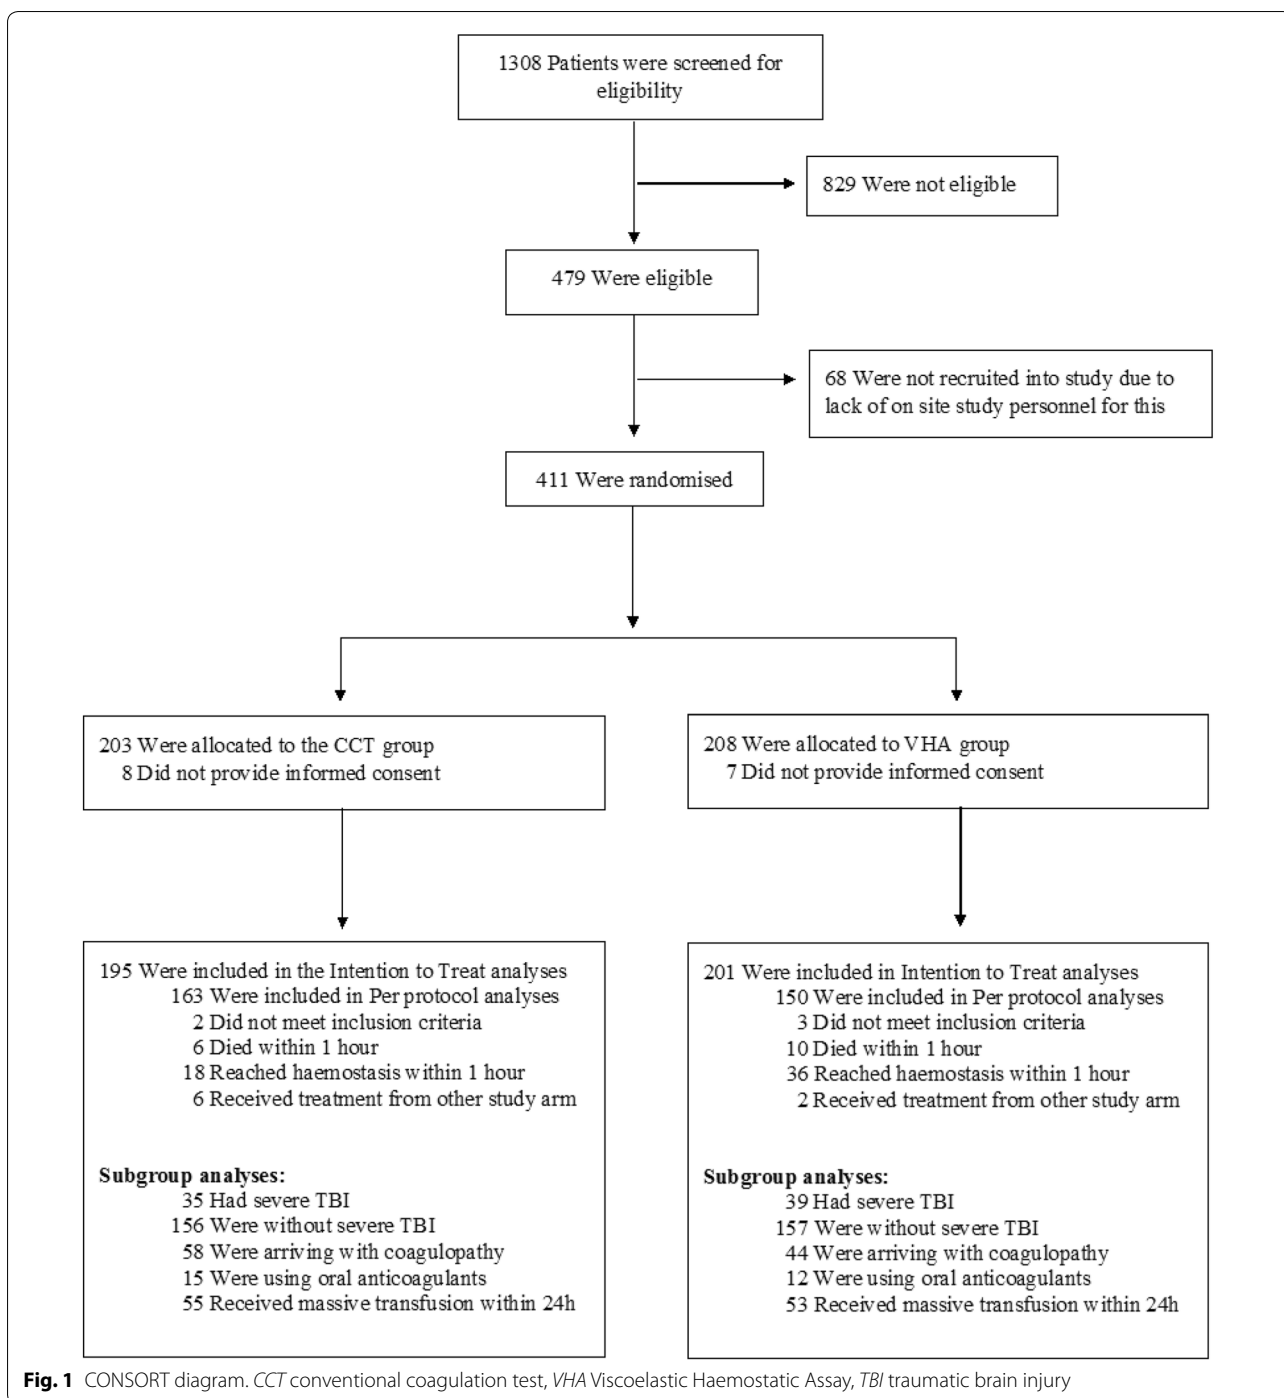 1308 Patients were screened for
eligibility
829 Were not eligible
479 Were eligible
68 Were not recruited into study due to
lack of on site study personnel for this
411 Were randomised
203 Were allocated to the CCT group
8 Did not provide informed consent
208 Were allocated to VHA group
7 Did not provide informed consent
195 Were included in the Intention to Treat analyses
163 Were included in Per protocol analyses
2 Did not meet inclusion criteria
6 Died within 1 hour
18 Reached haemostasis within 1 hour
6 Received treatment from other study arm
Subgroup analyses:
35 Had severe TBI
156 Were without severe TBI
58 Were arriving with coagulopathy
15 Were using oral anticoagulants
55 Received massive transfusion within 24h
201 Were included in Intention to Treat analyses
150 Were included in Per protocol analyses
3 Did not meet inclusion criteria
10 Died within 1 hour
36 Reached haemostasis within 1 hour
2 Received treatment from other study arm
Subgroup analyses:
39 Had severe TBI
157 Were without severe TBI
44 Were arriving with coagulopathy
12 Were using oral anticoagulants
53 Received massive transfusion within 24h
Fig. 1 CONSORT diagram. CCT conventional coagulation test, VHA Viscoelastic Haemostatic Assay, TBI traumatic brain injury